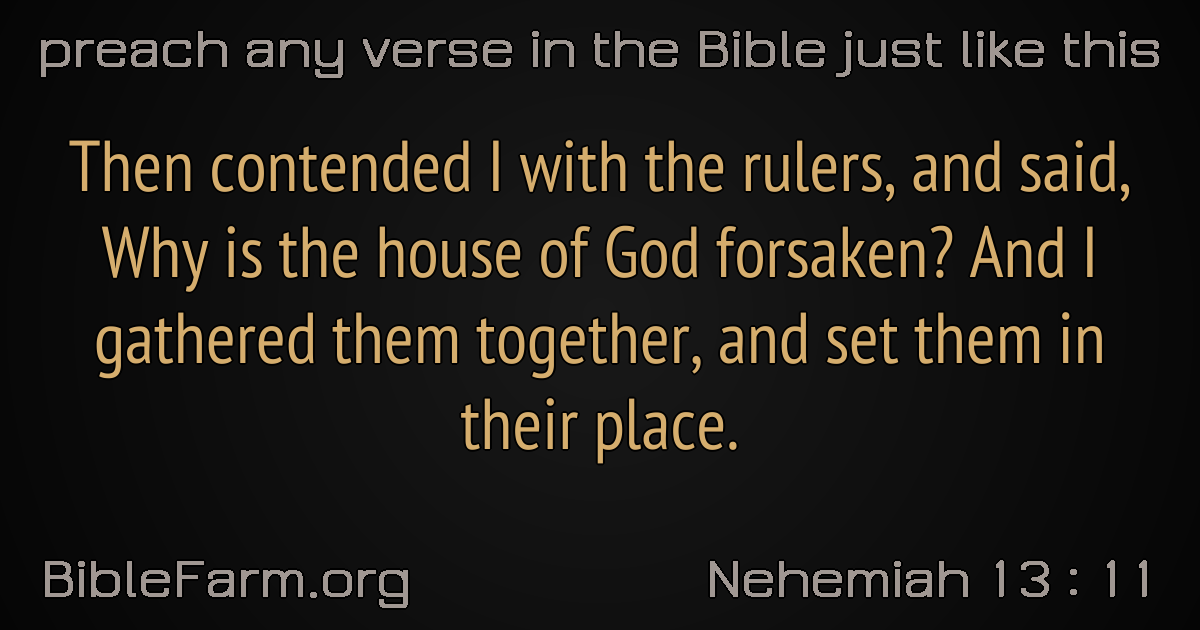 preach any verse in the Bible just like this
Then contended I with the rulers, and said,
Why is the house of God forsaken? And I
gathered them together, and set them in
their place.
BibleFarm.org
Nehemiah 13 : 11